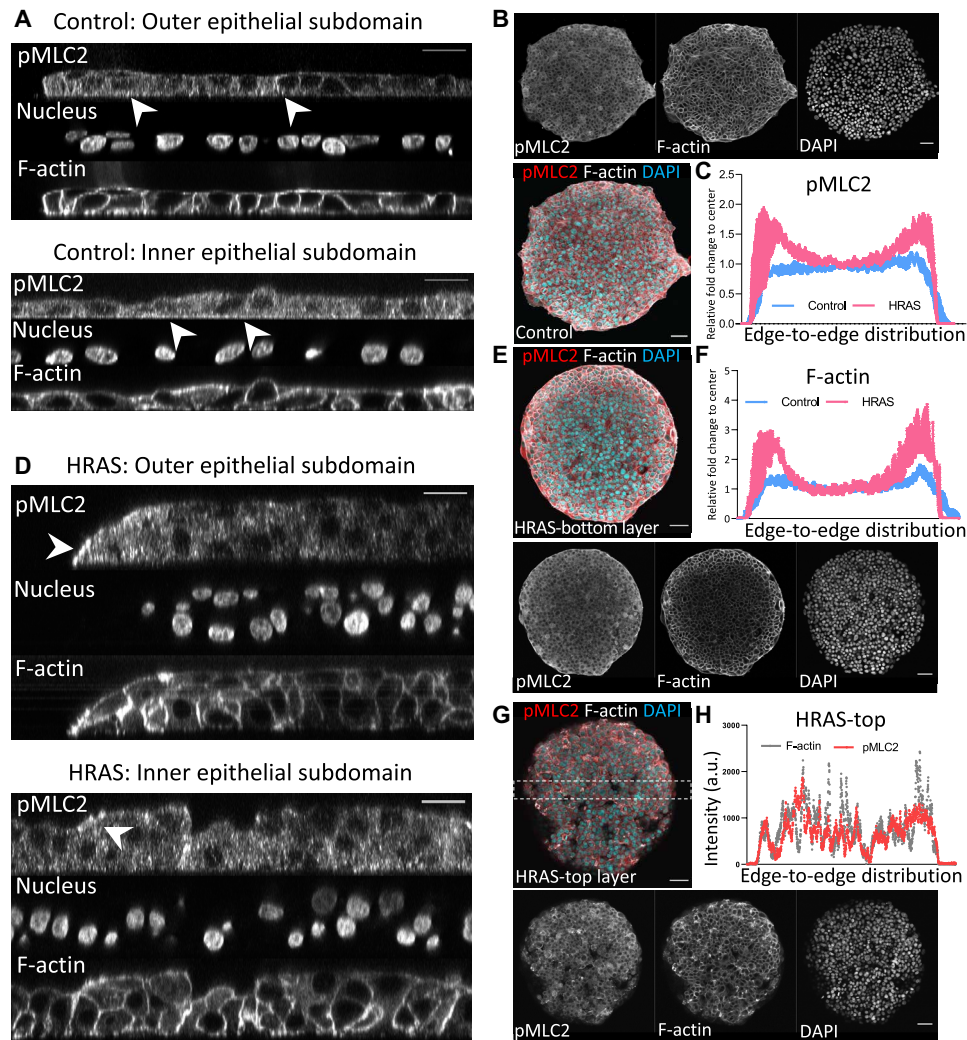 A
Control: Outer epithelial subdomain
pMLC2
Nucleus
F-actin
Control: Inner epithelial subdomain
pMLC2
Nucleus
F-actin
B
pMLC2
F-actin
DAPI
pMLC2 F-actin DAPI
Control
C
pMLC2
Relative fold change to center
2.5
2.0
1.5
1.0
0.5
0.0
Control
HRAS
Edge-to-edge distribution
D
HRAS: Outer epithelial subdomain
pMLC2
Nucleus
F-actin
HRAS: Inner epithelial subdomain
pMLC2
Nucleus
F-actin
E
pMLC2 F-actin DAPI
HRAS-bottom layer
F
F-actin
Relative fold change to center
5
4
3
2
1
0
Control
HRAS
Edge-to-edge distribution
pMLC2
F-actin
DAPI
G
pMLC2 F-actin DAPI
HRAS-top layer
H
HRAS-top
F-actin
pMLC2
Intensity (a.u.)
3000
2000
1000
0
Edge-to-edge distribution
pMLC2
F-actin
DAPI